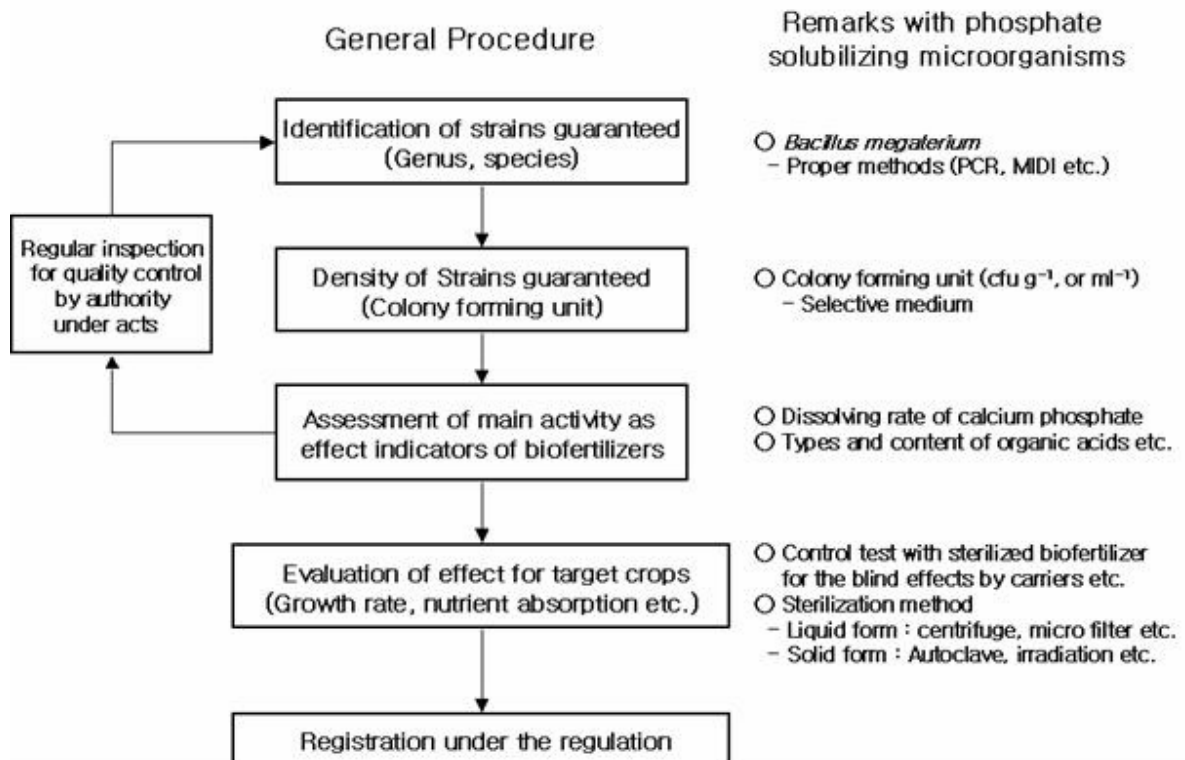 General Procedure
Remarks with phosphate
solubilizing microorganisms
Identification of strains guaranteed
(Genus, species)
○ Bacillus megaterium
- Proper methods (PCR, MIDI etc.)
Regular inspection
for quality control
by authority
under acts
Density of Strains guaranteed
(Colony forming unit)
○ Colony forming unit (cfu g⁻¹, or ml⁻¹)
- Selective medium
Assessment of main activity as
effect indicators of biofertilizers
○ Dissolving rate of calcium phosphate
○ Types and content of organic acids etc.
Evaluation of effect for target crops
(Growth rate, nutrient absorption etc.)
○ Control test with sterilized biofertilizer
for the blind effects by carriers etc.
○ Sterilization method
- Liquid form : centrifuge, micro filter etc.
- Solid form : Autoclave, irradiation etc.
Registration under the regulation